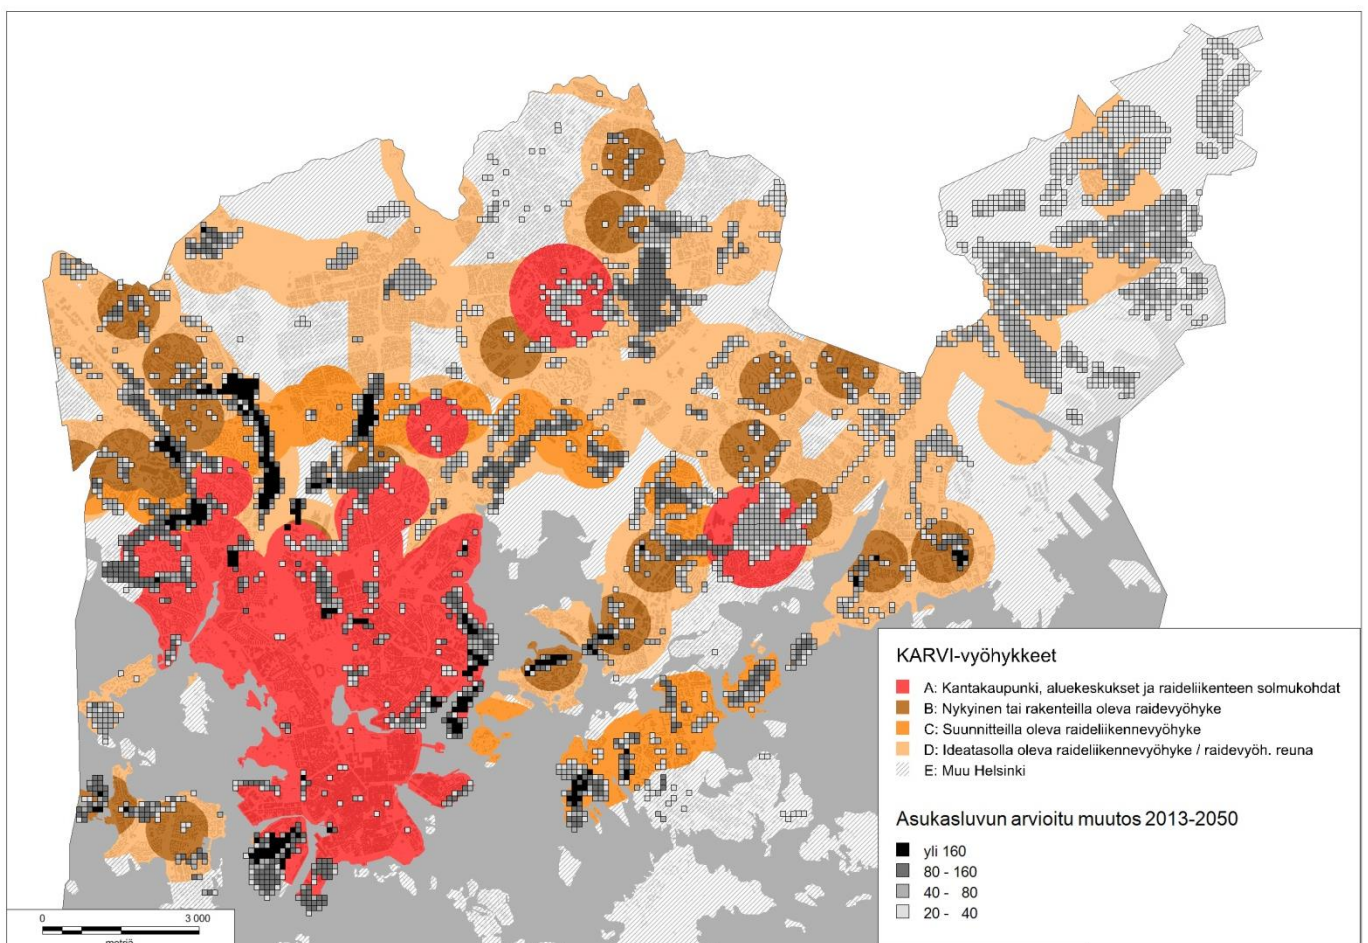 KARVI-vyöhykkeet
A: Kantakaupunki, aluekeskukset ja raideliikenteen solmukohdat
B: Nykyinen tai rakenteilla oleva raidevyöhyke
C: Suunnitteilla oleva raideliikennevyöhyke
D: Ideatasolla oleva raideliikennevyöhyke / raidevyöh. reuna
E: Muu Helsinki
Asukasluvun arvioitu muutos 2013-2050
yli 160
80 - 160
40 - 80
20 - 40
0 3 000
metriä